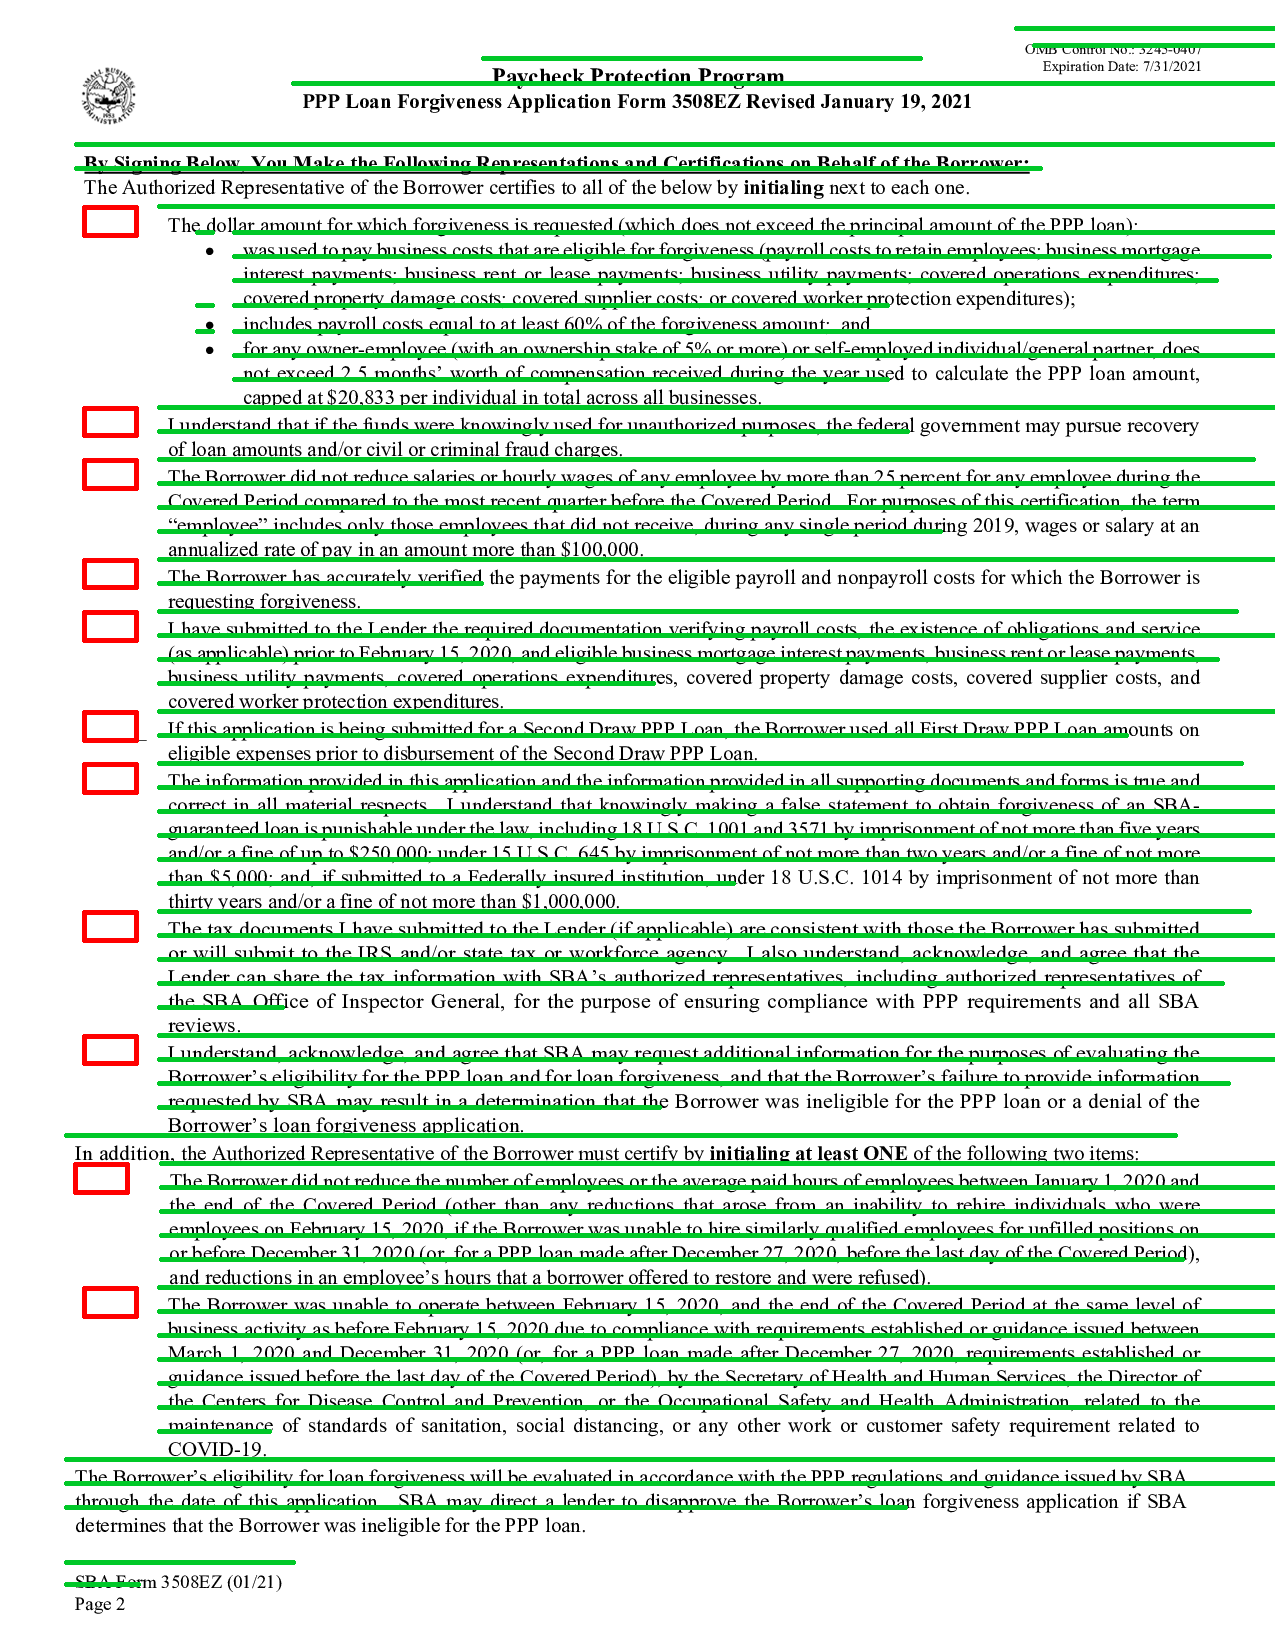 OMB Control No.: 3245-0407
Expiration Date: 7/31/2021
Paycheck Protection Program
PPP Loan Forgiveness Application Form 3508EZ Revised January 19, 2021
By Signing Below, You Make the Following Representations and Certifications on Behalf of the Borrower:
The Authorized Representative of the Borrower certifies to all of the below by initialing next to each one.
The dollar amount for which forgiveness is requested (which does not exceed the principal amount of the PPP loan):
• was used to pay business costs that are eligible for forgiveness (payroll costs to retain employees; business mortgage
interest payments; business rent or lease payments; business utility payments; covered operations expenditures;
covered property damage costs; covered supplier costs; or covered worker protection expenditures);
• includes payroll costs equal to at least 60% of the forgiveness amount; and
• for any owner-employee (with an ownership stake of 5% or more) or self-employed individual/general partner, does
not exceed 2.5 months’ worth of compensation received during the year used to calculate the PPP loan amount,
capped at $20,833 per individual in total across all businesses.
I understand that if the funds were knowingly used for unauthorized purposes, the federal government may pursue recovery
of loan amounts and/or civil or criminal fraud charges.
The Borrower did not reduce salaries or hourly wages of any employee by more than 25 percent for any employee during the
Covered Period compared to the most recent quarter before the Covered Period. For purposes of this certification, the term
“employee” includes only those employees that did not receive, during any single period during 2019, wages or salary at an
annualized rate of pay in an amount more than $100,000.
The Borrower has accurately verified the payments for the eligible payroll and nonpayroll costs for which the Borrower is
requesting forgiveness.
I have submitted to the Lender the required documentation verifying payroll costs, the existence of obligations and service
(as applicable) prior to February 15, 2020, and eligible business mortgage interest payments, business rent or lease payments,
business utility payments, covered operations expenditures, covered property damage costs, covered supplier costs, and
covered worker protection expenditures.
If this application is being submitted for a Second Draw PPP Loan, the Borrower used all First Draw PPP Loan amounts on
eligible expenses prior to disbursement of the Second Draw PPP Loan.
The information provided in this application and the information provided in all supporting documents and forms is true and
correct in all material respects. I understand that knowingly making a false statement to obtain forgiveness of an SBA-
guaranteed loan is punishable under the law, including 18 U.S.C. 1001 and 3571 by imprisonment of not more than five years
and/or a fine of up to $250,000; under 15 U.S.C. 645 by imprisonment of not more than two years and/or a fine of not more
than $5,000; and, if submitted to a Federally insured institution, under 18 U.S.C. 1014 by imprisonment of not more than
thirty years and/or a fine of not more than $1,000,000.
The tax documents I have submitted to the Lender (if applicable) are consistent with those the Borrower has submitted
or will submit to the IRS and/or state tax or workforce agency. I also understand, acknowledge, and agree that the
Lender can share the tax information with SBA’s authorized representatives, including authorized representatives of
the SBA Office of Inspector General, for the purpose of ensuring compliance with PPP requirements and all SBA
reviews.
I understand, acknowledge, and agree that SBA may request additional information for the purposes of evaluating the
Borrower’s eligibility for the PPP loan and for loan forgiveness, and that the Borrower’s failure to provide information
requested by SBA may result in a determination that the Borrower was ineligible for the PPP loan or a denial of the
Borrower’s loan forgiveness application.
In addition, the Authorized Representative of the Borrower must certify by initialing at least ONE of the following two items:
The Borrower did not reduce the number of employees or the average paid hours of employees between January 1, 2020 and
the end of the Covered Period (other than any reductions that arose from an inability to rehire individuals who were
employees on February 15, 2020, if the Borrower was unable to hire similarly qualified employees for unfilled positions on
or before December 31, 2020 (or, for a PPP loan made after December 27, 2020, before the last day of the Covered Period),
and reductions in an employee’s hours that a borrower offered to restore and were refused).
The Borrower was unable to operate between February 15, 2020, and the end of the Covered Period at the same level of
business activity as before February 15, 2020 due to compliance with requirements established or guidance issued between
March 1, 2020 and December 31, 2020 (or, for a PPP loan made after December 27, 2020, requirements established or
guidance issued before the last day of the Covered Period), by the Secretary of Health and Human Services, the Director of
the Centers for Disease Control and Prevention, or the Occupational Safety and Health Administration, related to the
maintenance of standards of sanitation, social distancing, or any other work or customer safety requirement related to
COVID-19.
The Borrower’s eligibility for loan forgiveness will be evaluated in accordance with the PPP regulations and guidance issued by SBA
through the date of this application. SBA may direct a lender to disapprove the Borrower’s loan forgiveness application if SBA
determines that the Borrower was ineligible for the PPP loan.
SBA Form 3508EZ (01/21)
Page 2